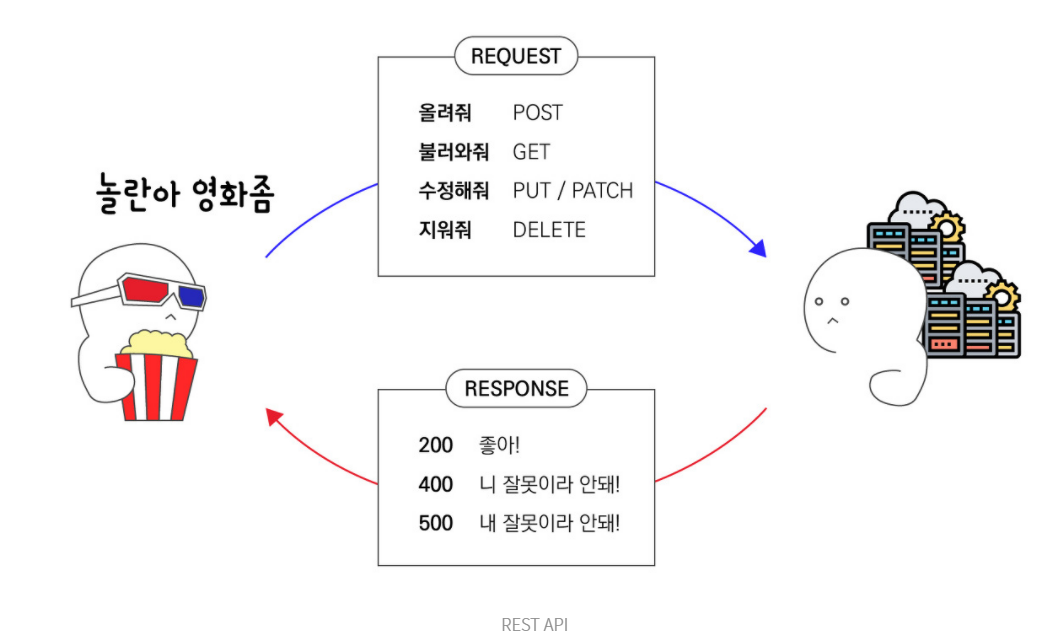 REQUEST
올려줘 POST
불러와줘 GET
수정해줘 PUT / PATCH
지워줘 DELETE
놀란아 영화좀
RESPONSE
200 좋아!
400 니 잘못이라 안돼!
500 내 잘못이라 안돼!
REST API